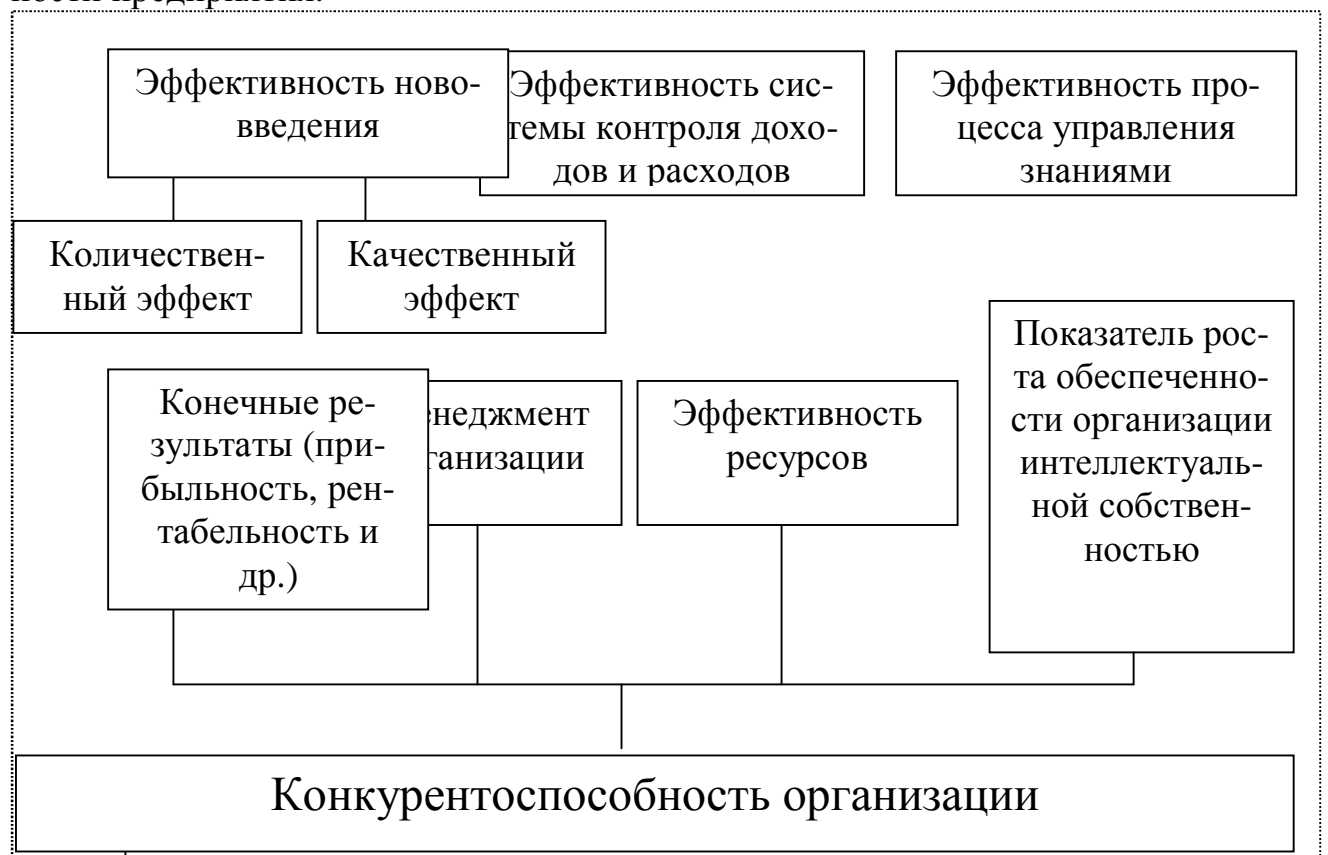 Эффективность ново-
введения
Эффективность сис-
темы контроля дохо-
дов и расходов
Эффективность про-
цесса управления
знаниями
Количествен-
ный эффект
Качественный
эффект
Конечные ре-
зультаты (при-
быльность, рен-
табельность и
др.)
енеджмент
ганизации
Эффективность
ресурсов
Показатель рос-
та обеспеченно-
сти организации
интеллектуаль-
ной собствен-
ностью
Конкурентоспособность организации